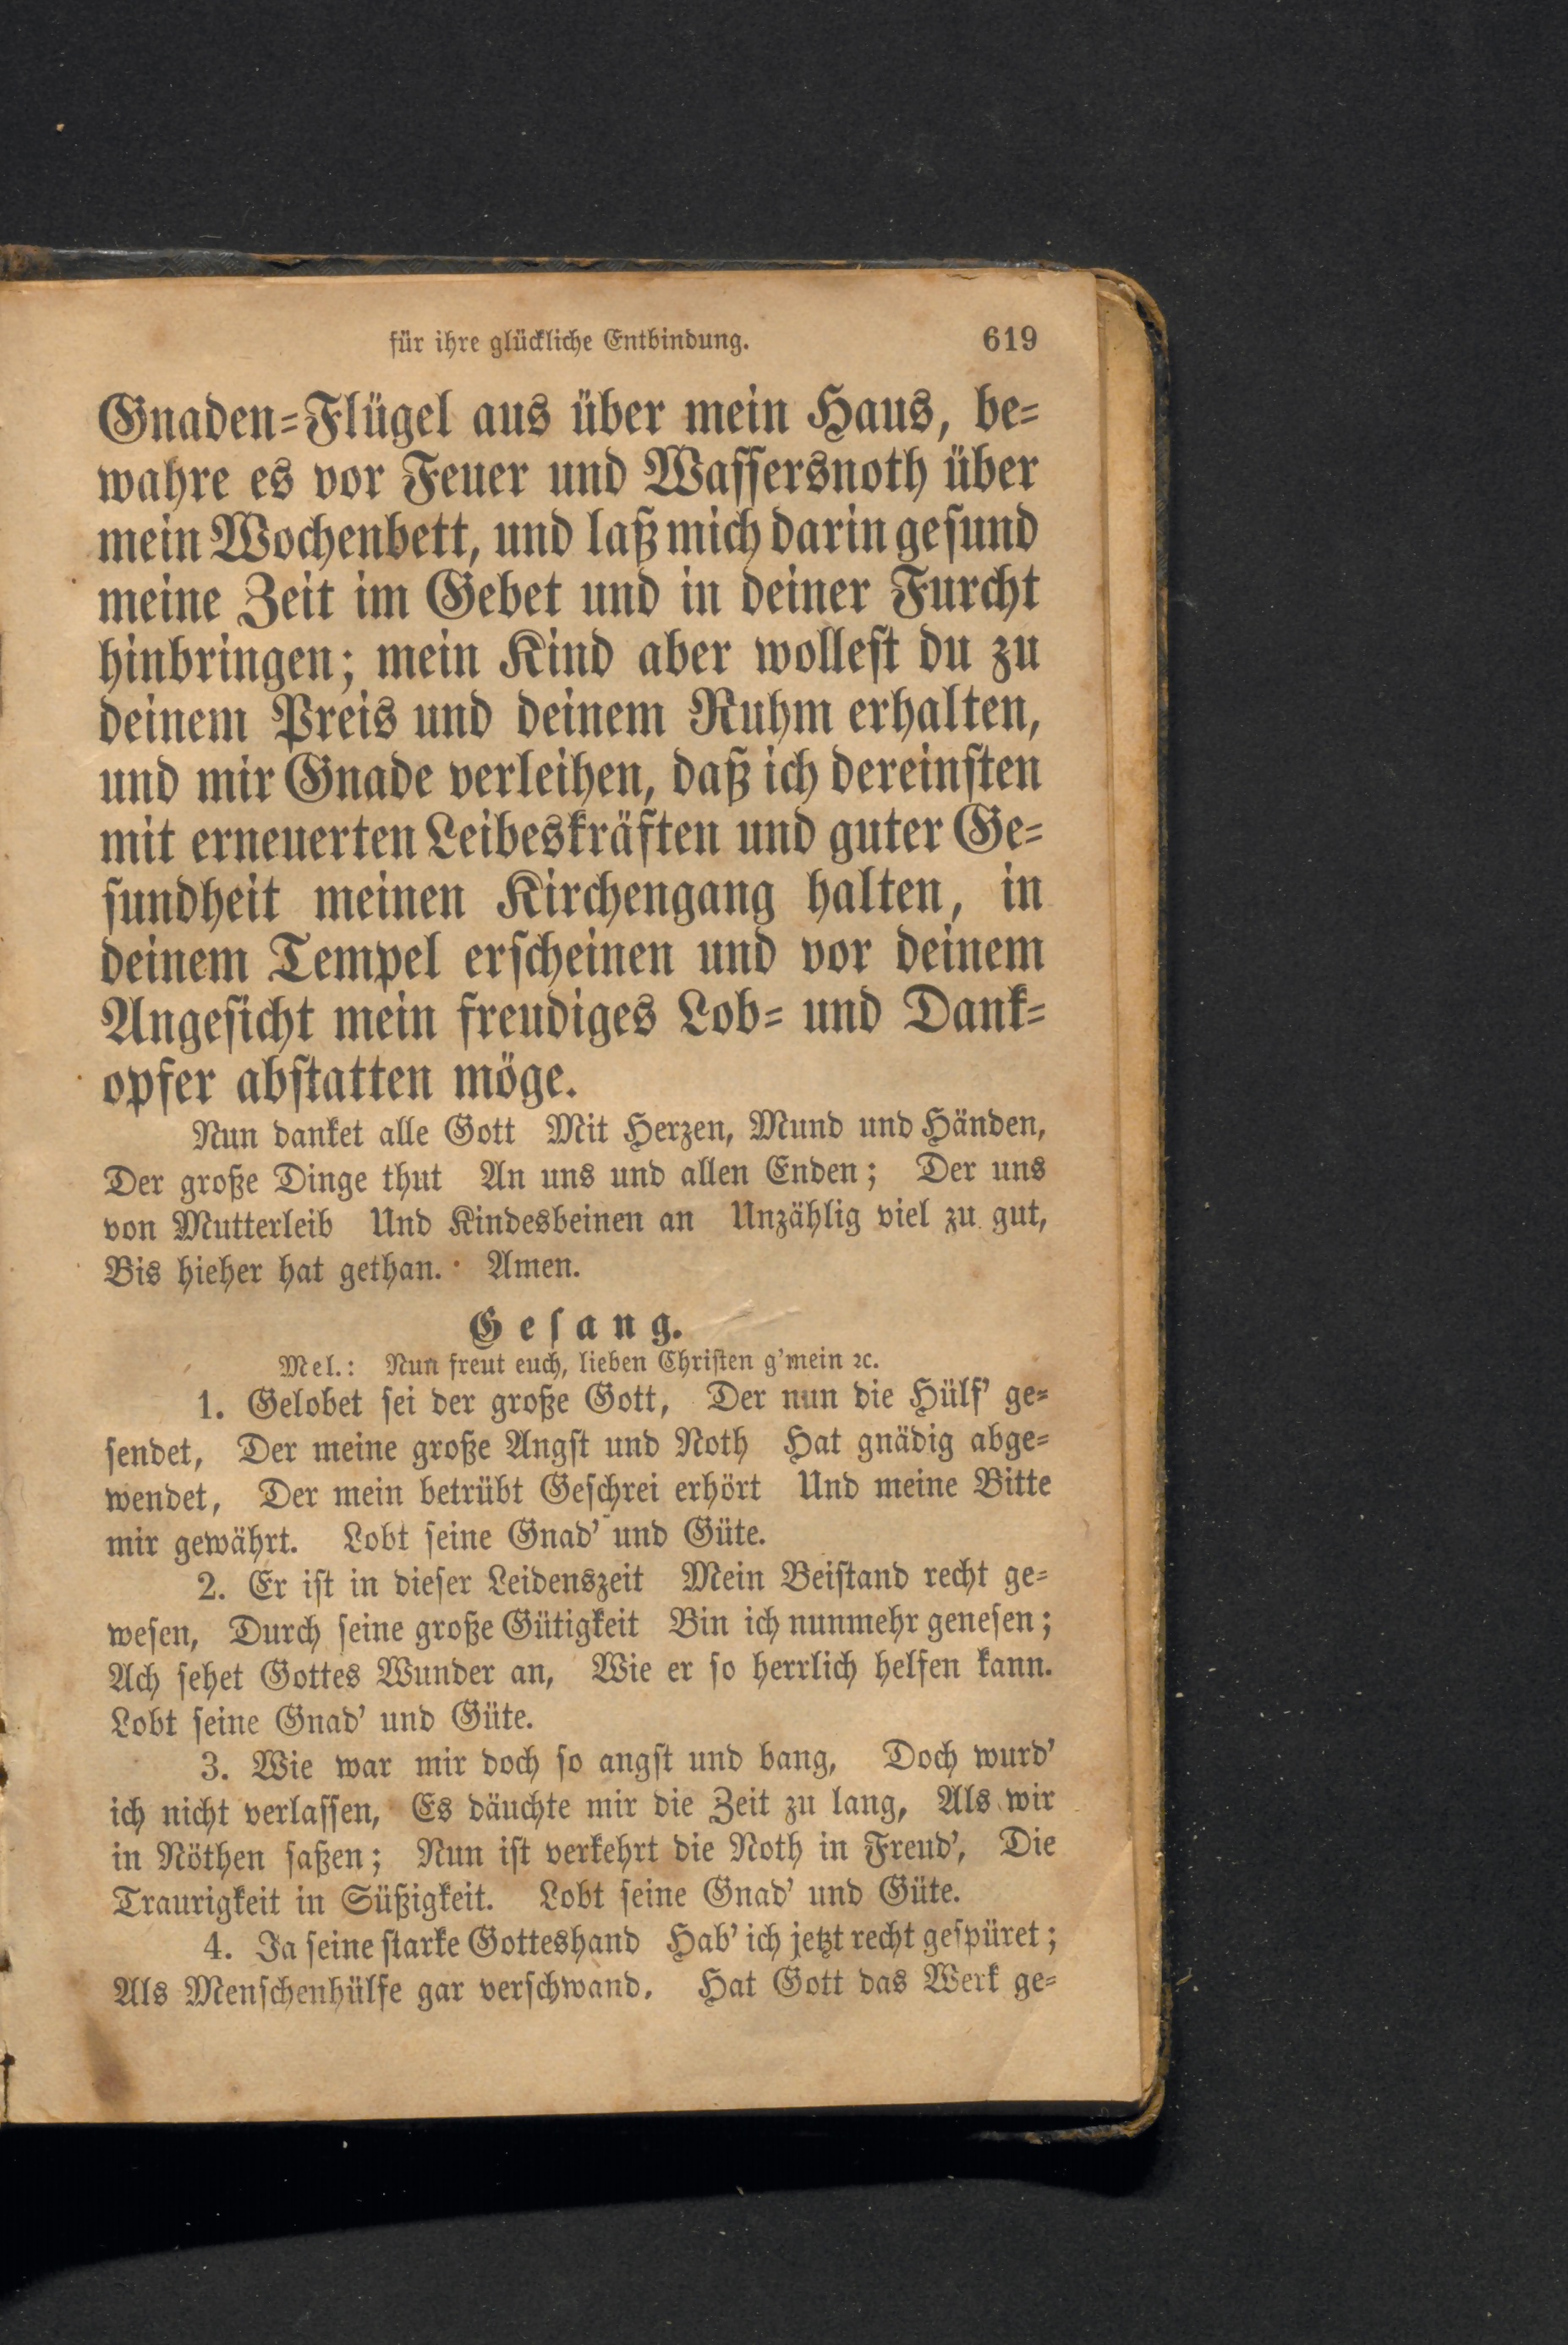 für ihre glückliche Entbindung. 619
Gnaden-Flügel aus über mein Haus, be-
wahre es vor Feuer und Wassersnoth über
mein Wochenbett, und laß mich darin gesund
meine Zeit im Gebet und in deiner Furcht
hinbringen; mein Kind aber wollest du zu
deinem Preis und deinem Ruhm erhalten,
und mir Gnade verleihen, daß ich dereinsten
mit erneuerten Leibeskräften und guter Ge-
sundheit meinen Kirchengang halten, in
deinem Tempel erscheinen und vor deinem
Angesicht mein freudiges Lob- und Dank-
opfer abstatten möge.
Nun danket alle Gott Mit Herzen, Mund und Händen,
Der große Dinge thut An uns und allen Enden; Der uns
von Mutterleib Und Kindesbeinen an Unzählig viel zu gut,
Bis hieher hat gethan. Amen.
Gesang.
Mel.: Nun freut euch, lieben Christen g'mein ꝛc.
1. Gelobet sei der große Gott, Der nun die Hülf' ge-
sendet, Der meine große Angst und Noth Hat gnädig abge-
wendet, Der mein betrübt Geschrei erhört Und meine Bitte
mir gewährt. Lobt seine Gnad' und Güte.
2. Er ist in dieser Leidenszeit Mein Beistand recht ge-
wesen, Durch seine große Gütigkeit Bin ich nunmehr genesen;
Ach sehet Gottes Wunder an, Wie er so herrlich helfen kann.
Lobt seine Gnad' und Güte.
3. Wie war mir doch so angst und bang, Doch wurd'
ich nicht verlassen, Es däuchte mir die Zeit zu lang, Als wir
in Nöthen saßen; Nun ist verkehrt die Noth in Freud', Die
Traurigkeit in Süßigkeit. Lobt seine Gnad' und Güte.
4. Ja seine starke Gotteshand Hab' ich jetzt recht gespüret;
Als Menschenhülfe gar verschwand, Hat Gott das Werk ge-